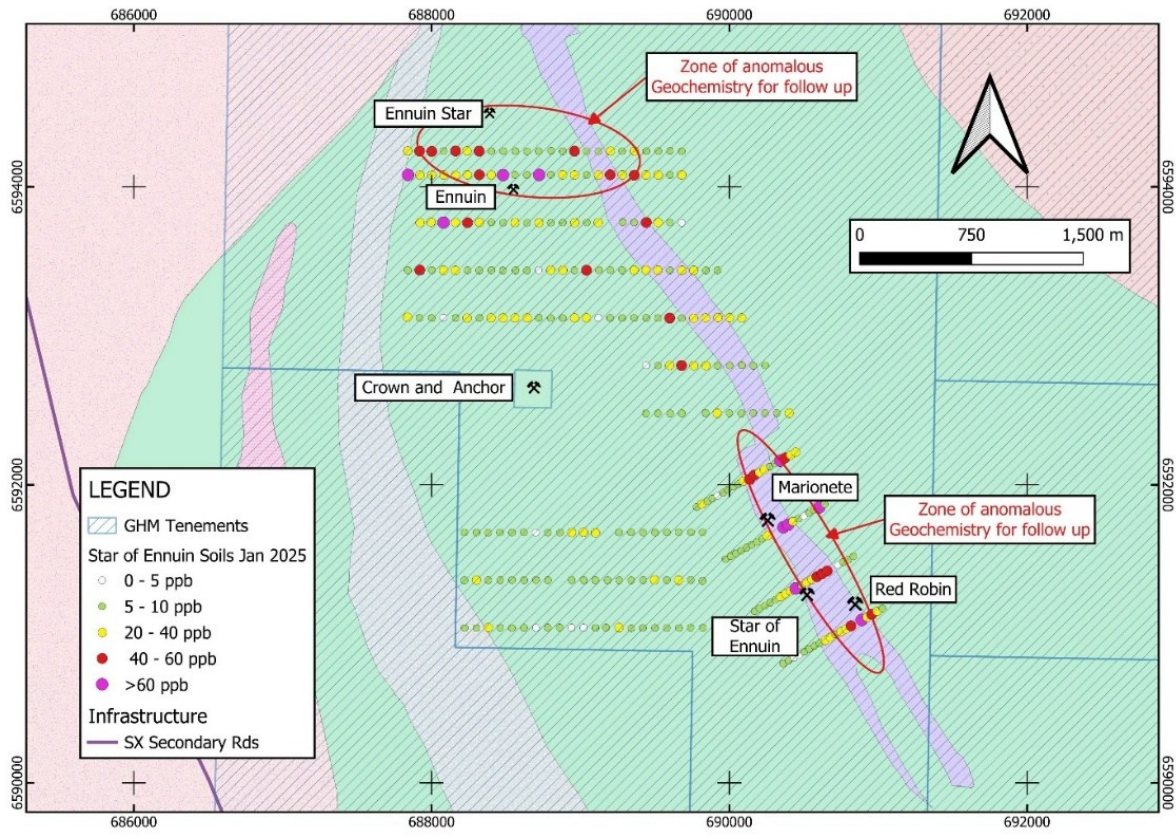 686000
688000
690000
692000
Zone of anomalous
Geochemistry for follow up
Ennuin Star
6594000
6594000
Ennuin
0
750
1,500 m
Crown and Anchor
6592000
Marionete
6592000
LEGEND
GHM Tenements
Star of Ennuin Soils Jan 2025
0 - 5 ppb
5 - 10 ppb
20 - 40 ppb
40 - 60 ppb
>60 ppb
Infrastructure
SX Secondary Rds
Zone of anomalous
Geochemistry for follow up
Red Robin
Star of
Ennuin
6590000
6590000
686000
688000
690000
692000